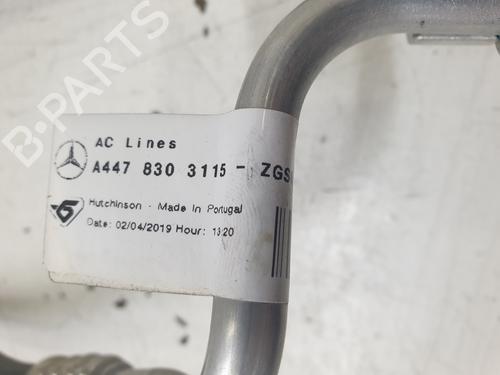 AC Lines
A447 830 3115 - ZGS
Hutchinson - Made In Portugal
Date: 02/04/2019 Hour: 13:20
B-PARTS